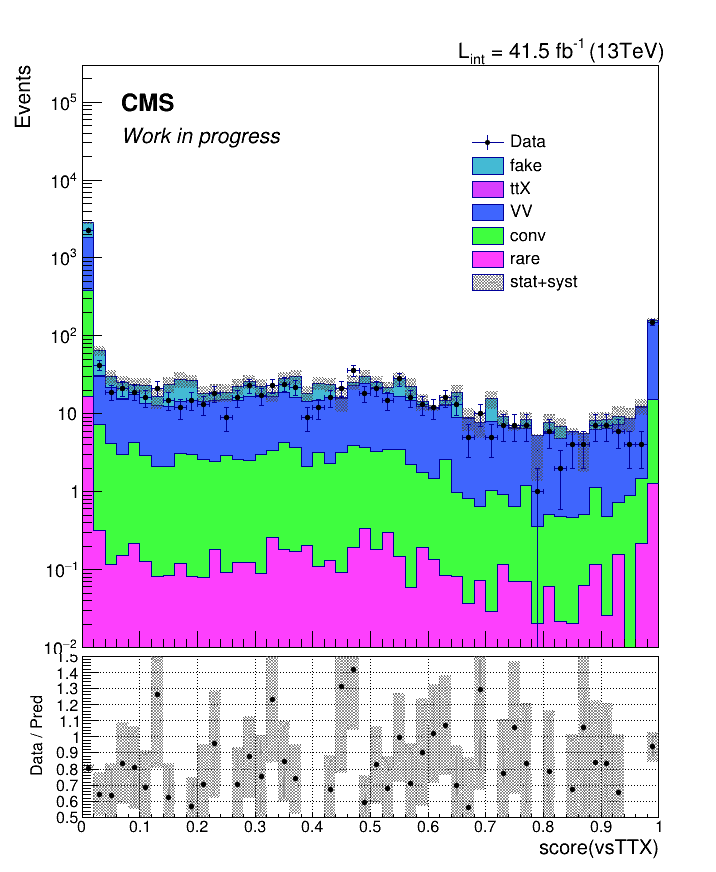 L_int = 41.5 fb^-1 (13TeV)
Events
CMS
Work in progress
Data
fake
ttX
VV
conv
rare
stat+syst
10^5
10^4
10^3
10^2
10
1
10^−1
10^−2
Data / Pred
1.5
1.4
1.3
1.2
1.1
1
0.9
0.8
0.7
0.6
0.5
0 0.1 0.2 0.3 0.4 0.5 0.6 0.7 0.8 0.9 1
score(vsTTX)